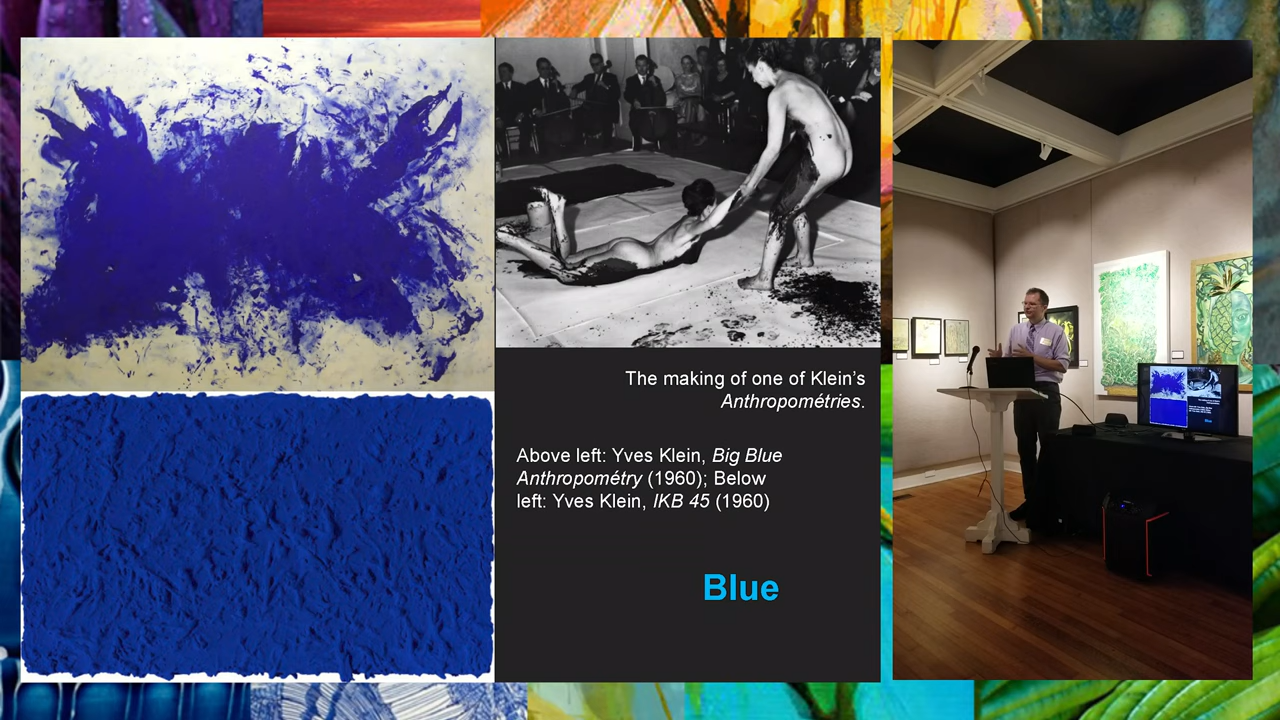 The making of one of Klein's
Anthropométries.
Above left: Yves Klein, Big Blue
Anthropométry (1960); Below
left: Yves Klein, IKB 45 (1960)
Blue
Blue